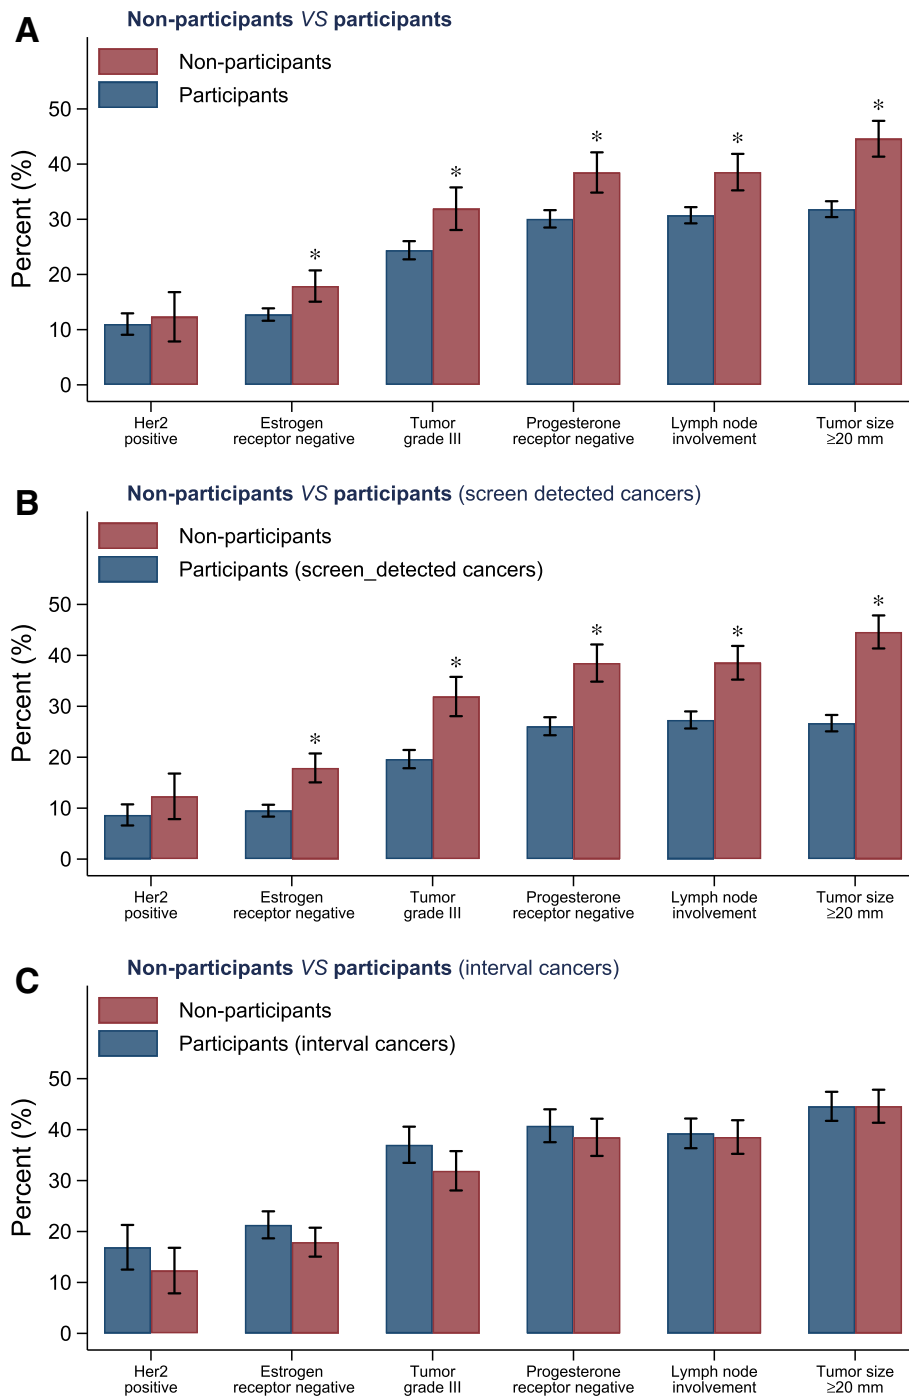 A
Non-participants VS participants
Non-participants
Participants
Percent (%)
50
40
30
20
10
0
*
*
*
*
*
Her2
positive
Estrogen
receptor negative
Tumor
grade III
Progesterone
receptor negative
Lymph node
involvement
Tumor size
≥20 mm
B
Non-participants VS participants (screen detected cancers)
Non-participants
Participants (screen_detected cancers)
Percent (%)
50
40
30
20
10
0
*
*
*
*
*
Her2
positive
Estrogen
receptor negative
Tumor
grade III
Progesterone
receptor negative
Lymph node
involvement
Tumor size
≥20 mm
C
Non-participants VS participants (interval cancers)
Non-participants
Participants (interval cancers)
Percent (%)
50
40
30
20
10
0
Her2
positive
Estrogen
receptor negative
Tumor
grade III
Progesterone
receptor negative
Lymph node
involvement
Tumor size
≥20 mm